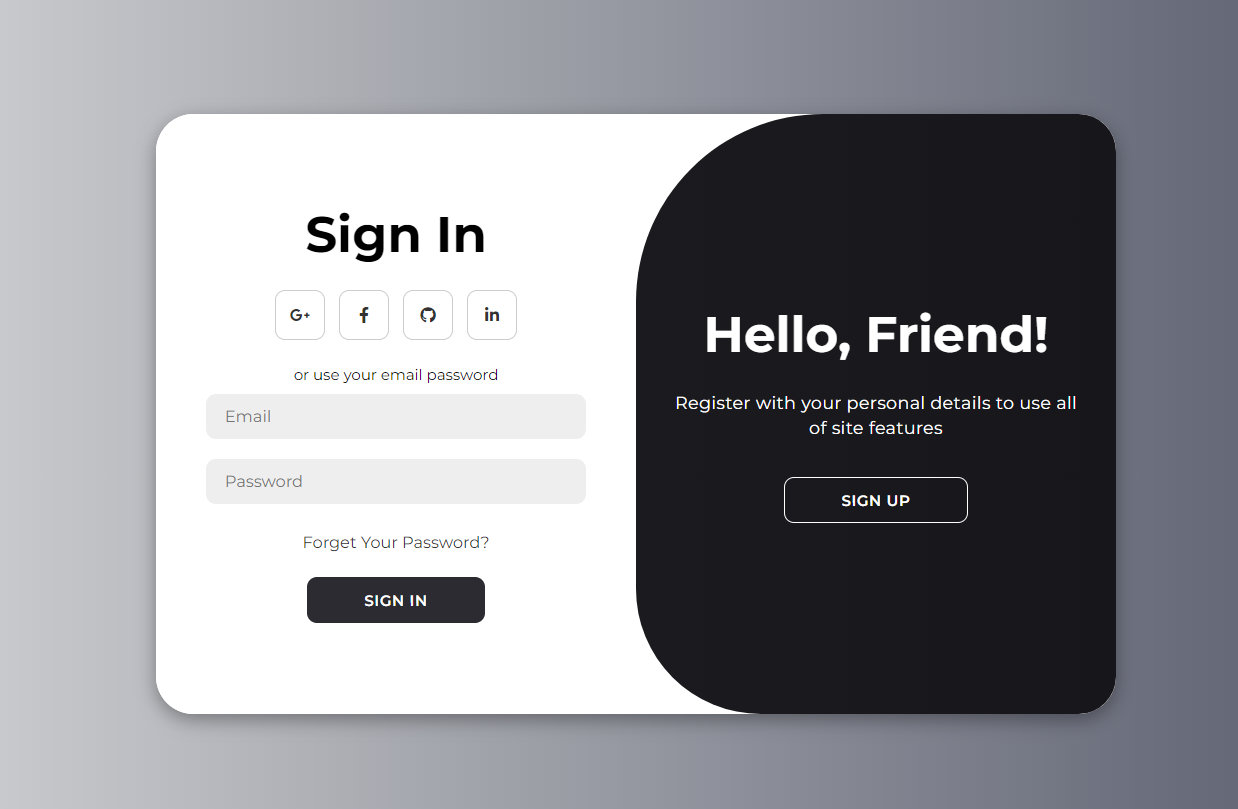 Sign In
G+
f
in
or use your email password
Email
Password
Forget Your Password?
SIGN IN
Hello, Friend!
Register with your personal details to use all
of site features
SIGN UP